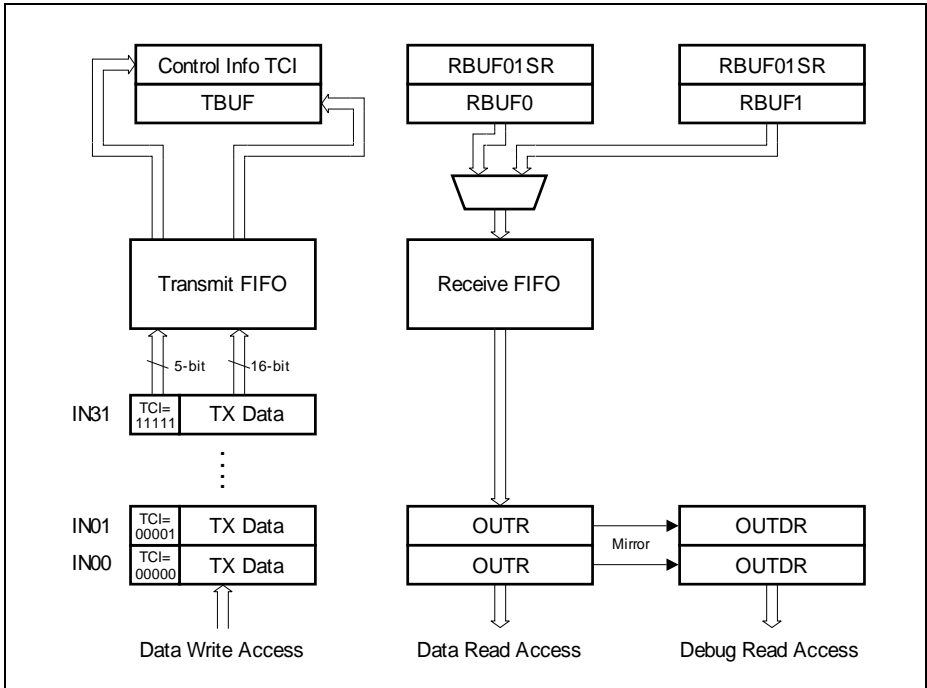 Control Info TCI
TBUF
RBUF01SR
RBUF0
RBUF01SR
RBUF1
Transmit FIFO
Receive FIFO
5-bit
16-bit
IN31
TCI=
11111
TX Data
IN01
TCI=
00001
TX Data
IN00
TCI=
00000
TX Data
OUTR
OUTR
Mirror
OUTDR
OUTDR
Data Write Access
Data Read Access
Debug Read Access